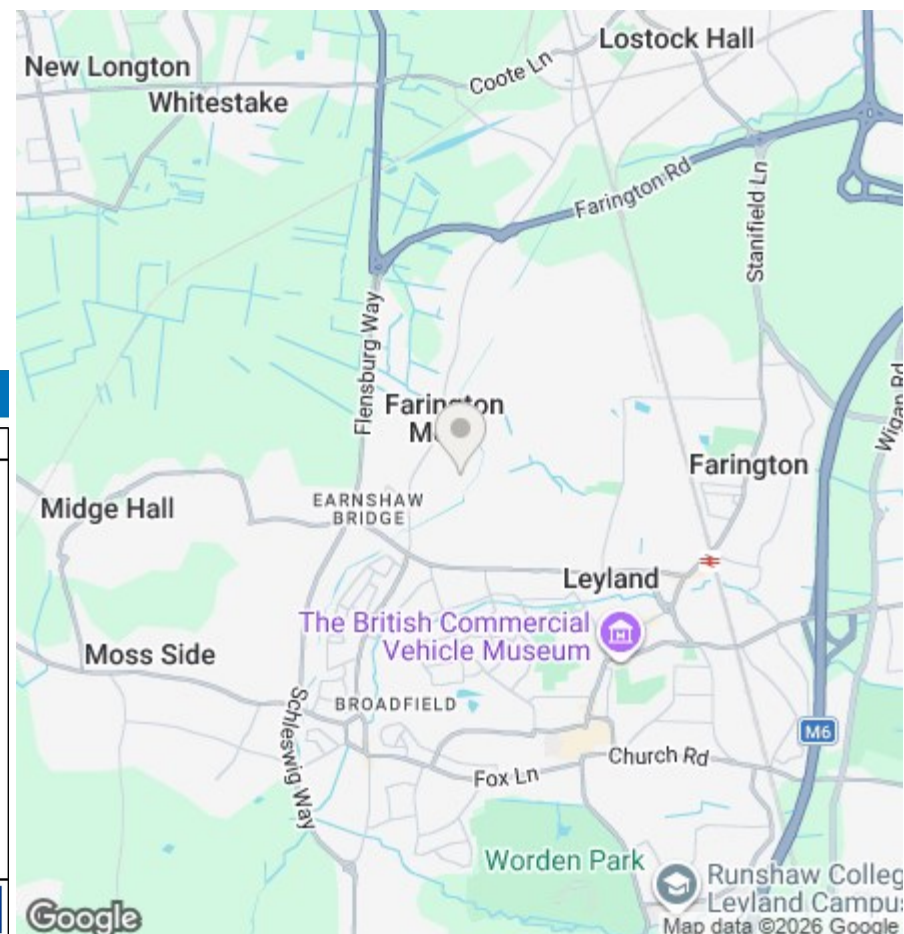 Lostock Hall
New Longton
Coote Ln
Whitestake
Farington Rd
Stanifield Ln
Flensburg Way
Wigan Rd
Farington
Farington
Midge Hall
EARNSHAW
BRIDGE
Leyland
The British Commercial
Vehicle Museum
Moss Side
BROADFIELD
Schleswig Way
M6
Church Rd
Fox Ln
Worden Park
Runshaw
Leyland Campus
Google
Map data ©2026 Google